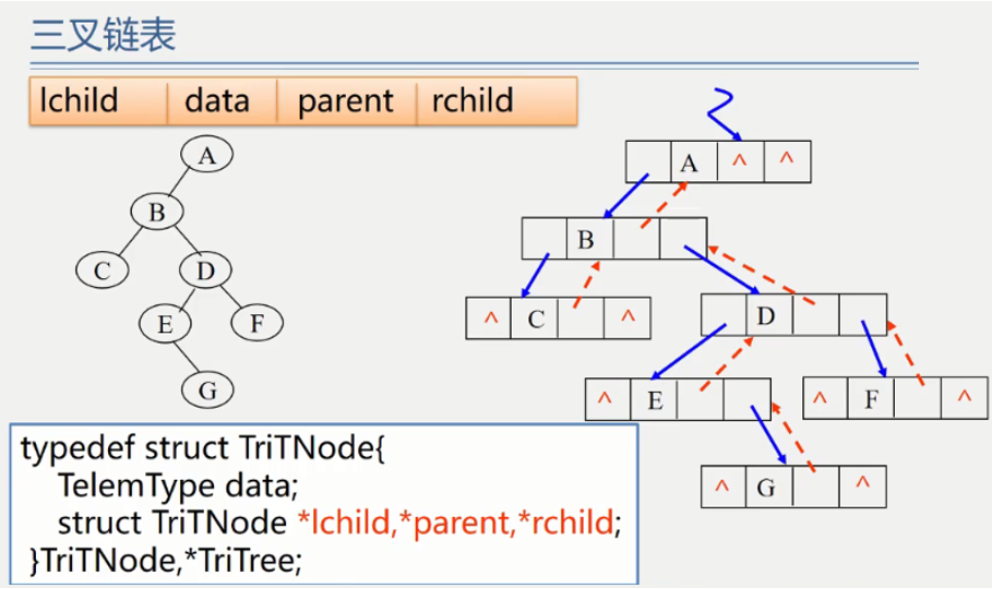 三叉链表
lchild data parent rchild
A
B
C D
E F
G
A ^ ^
B
^ C ^
D
^ E
^ F ^
^ G ^
typedef struct TriTNode{
TelemType data;
struct TriTNode *lchild,*parent,*rchild;
}TriTNode,*TriTree;